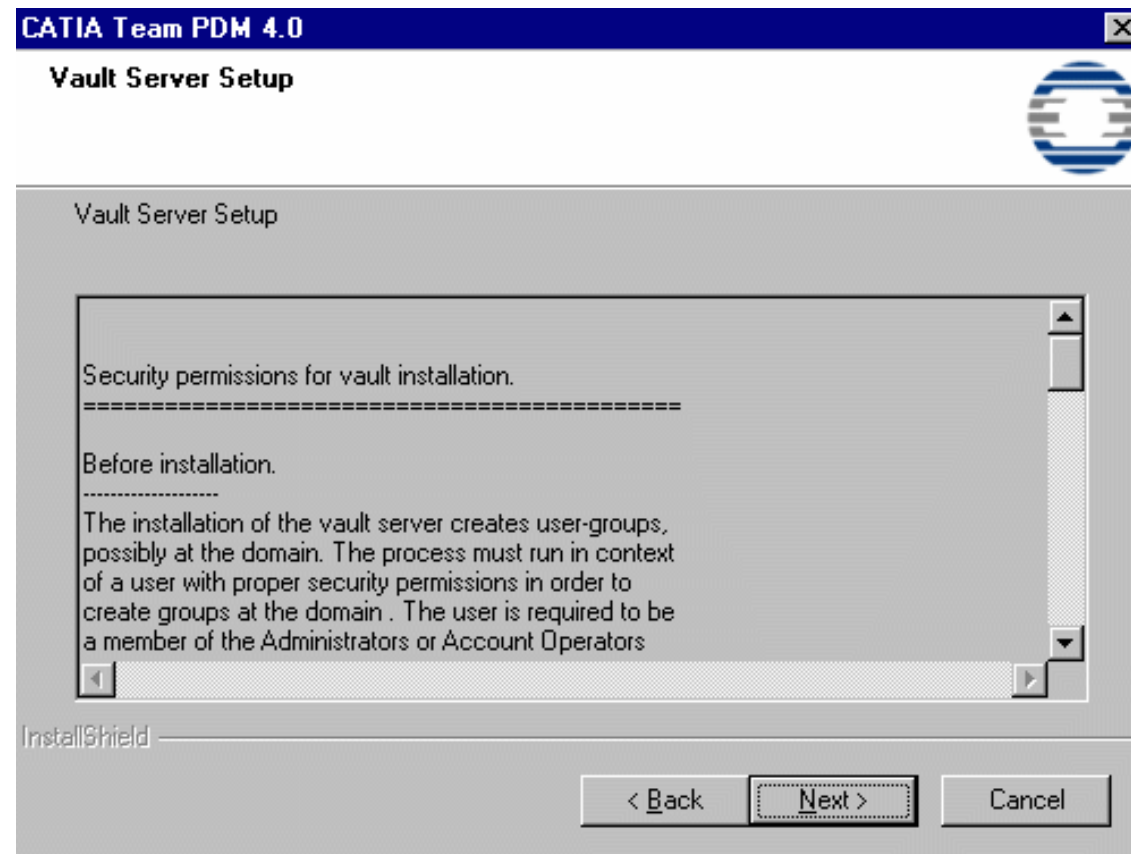 CATIA Team PDM 4.0
Vault Server Setup
Vault Server Setup
Security permissions for vault installation.
============================================
Before installation.
--------------------
The installation of the vault server creates user-groups,
possibly at the domain. The process must run in context
of a user with proper security permissions in order to
create groups at the domain . The user is required to be
a member of the Administrators or Account Operators
InstallShield
< Back
Next >
Cancel